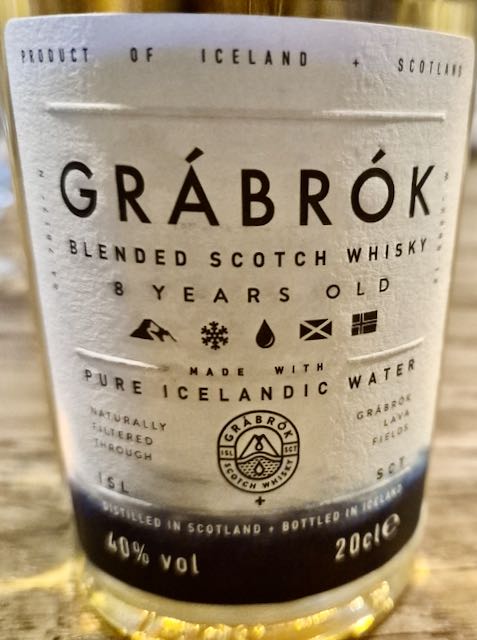 PRODUCT OF ICELAND + SCOTLAND
GRÁBRÓK
BLENDED SCOTCH WHISKY
8 YEARS OLD
MADE WITH
PURE ICELANDIC WATER
NATURALLY
FILTERED
THROUGH
GRÁBRÓK
LAVA
FIELDS
GRÁBRÓK
ISL
SCT
SCOTCH WHISKY
ISL
SCT
DISTILLED IN SCOTLAND + BOTTLED IN ICELAND
40% vol
20cl℮